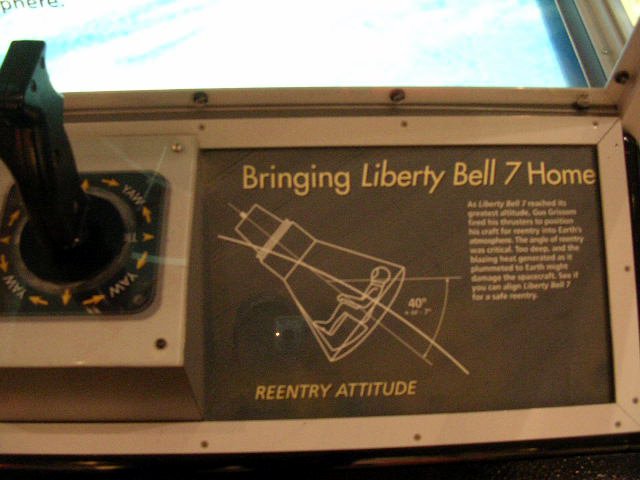 phere.
Bringing Liberty Bell 7 Home
As Liberty Bell 7 reached its
greatest altitude, Gus Grissom
fired his thrusters to position
his craft for reentry into Earth's
atmosphere. The angle of reentry
was critical. Too deep, and the
blazing heat generated as it
plummeted to Earth might
damage the spacecraft. See if
you can align Liberty Bell 7
for a safe reentry.
40°
+ or - 7°
REENTRY ATTITUDE
YAW
YAW
YAW